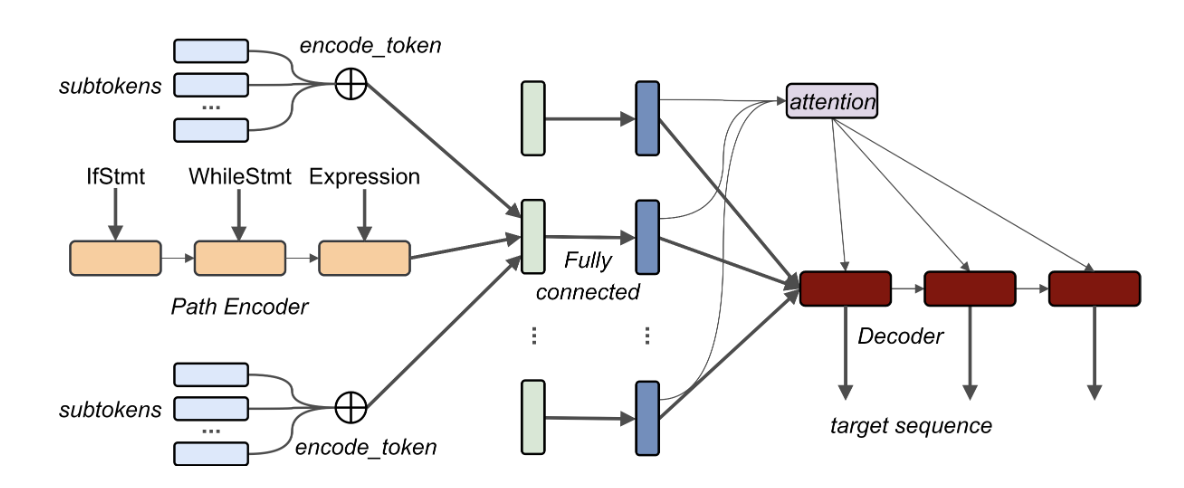 encode_token
subtokens
...
attention
IfStmt
WhileStmt
Expression
Path Encoder
Fully
connected
...
...
Decoder
subtokens
...
encode_token
target sequence